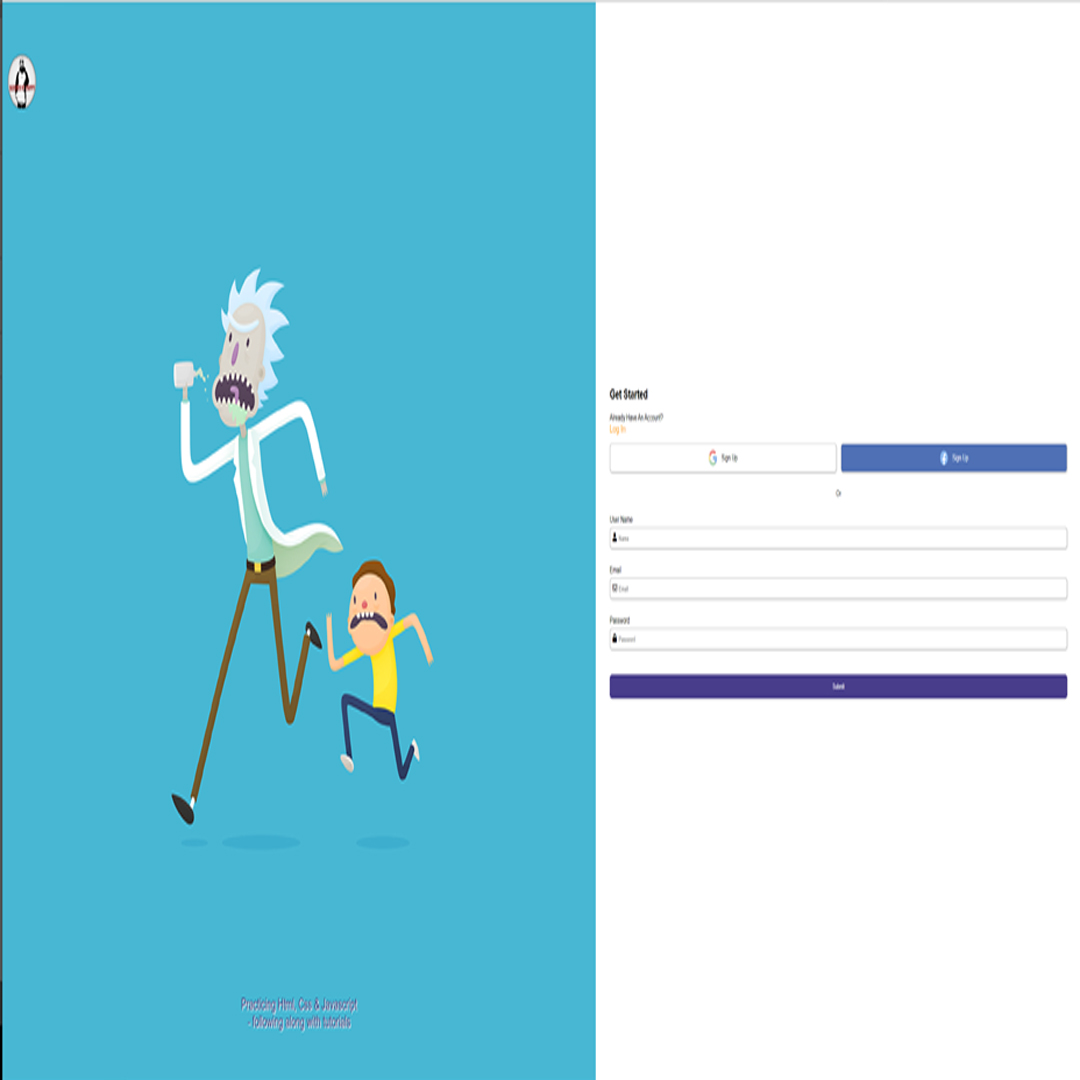 Get Started
Already Have An Account?
Log In
Sign Up
Sign Up
Or
User Name
Name
Email
Email
Password
Password
Submit
Practicing Html, Css & Javascript
- following along with tutorials